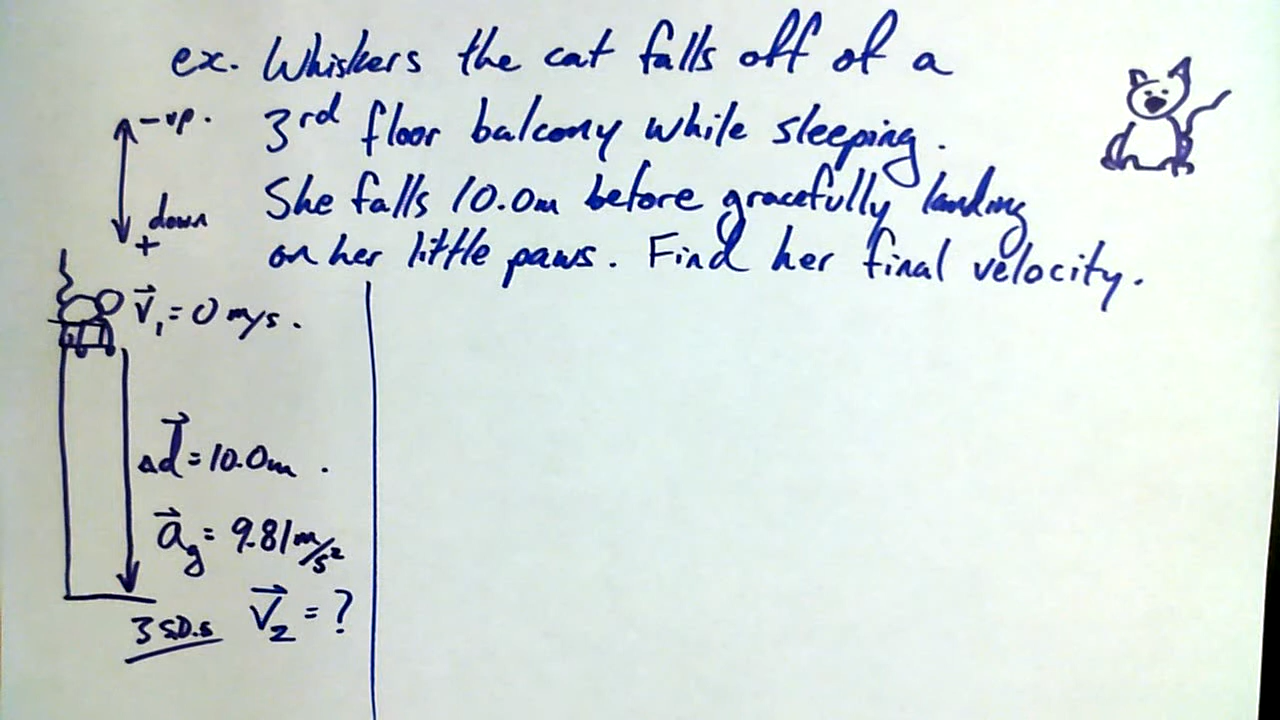 ex. Whiskers the cat falls off of a
3rd floor balcony while sleeping.
She falls 10.0m before gracefully landing
on her little paws. Find her final velocity.
- up.
down
+
v⃗₁ = 0 m/s.
Δd⃗ = 10.0m.
a⃗g = 9.81 m/s²
v⃗₂ = ?
3 S.D.s